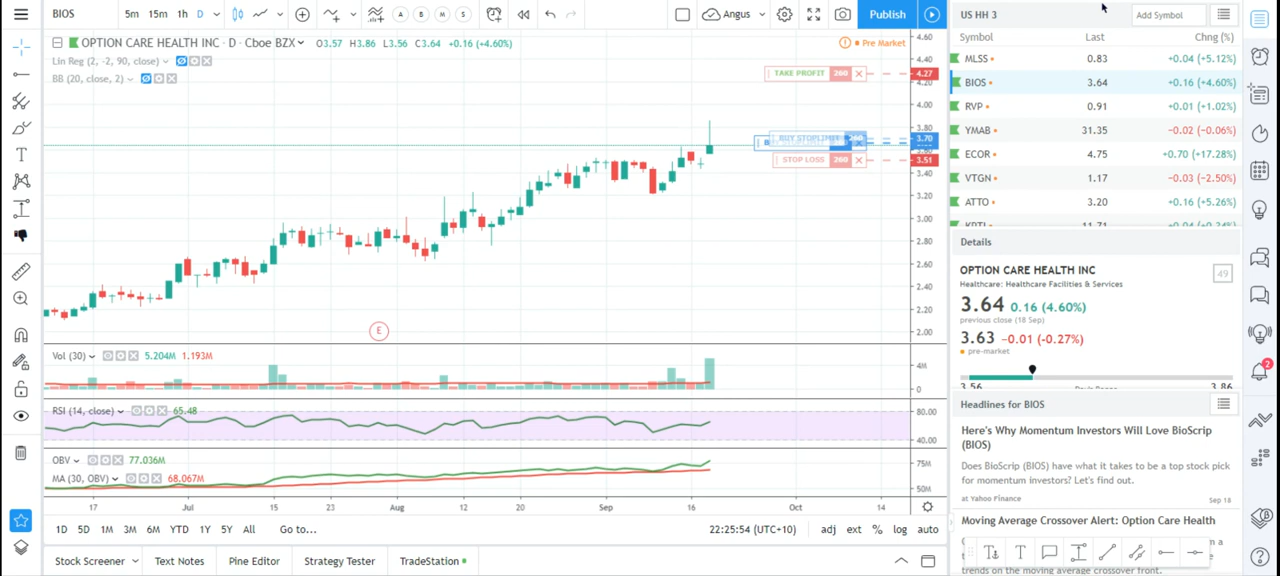 BIOS
5m 15m 1h D
A B M S
Angus
Publish
OPTION CARE HEALTH INC · D · Cboe BZX
O3.57 H3.86 L3.56 C3.64 +0.16 (+4.60%)
Lin Reg (2, -2, 90, close)
BB (20, close, 2)
Pre Market
TAKE PROFIT 260
BUY STOPLIMIT 260
STOP LOSS 260
4.60
4.40
4.27
4.20
4.00
3.80
3.70
3.51
3.40
3.20
3.00
2.80
2.60
2.40
2.20
2.00
E
Vol (30) 5.204M 1.193M
4M
0
RSI (14, close) 65.48
80.00
40.00
OBV 77.036M
MA (30, OBV) 68.067M
75M
50M
17 Jul 15 23 Aug 12 20 Sep 16 Oct 14
1D 5D 1M 3M 6M YTD 1Y 5Y All Go to...
22:25:54 (UTC+10) adj ext % log auto
Stock Screener Text Notes Pine Editor Strategy Tester TradeStation
US HH 3
Add Symbol
Symbol Last Chng (%)
MLSS 0.83 +0.04 (+5.12%)
BIOS 3.64 +0.16 (+4.60%)
RVP 0.91 +0.01 (+1.02%)
YMAB 31.35 −0.02 (−0.06%)
ECOR 4.75 +0.70 (+17.28%)
VTGN 1.17 −0.03 (−2.50%)
ATTO 3.20 +0.16 (+5.26%)
Details
OPTION CARE HEALTH INC
49
Healthcare: Healthcare Facilities & Services
3.64 0.16 (4.60%)
previous close (18 Sep)
3.63 −0.01 (−0.27%)
pre-market
3.56 3.86
Headlines for BIOS
Here's Why Momentum Investors Will Love BioScrip
(BIOS)
Does BioScrip (BIOS) have what it takes to be a top stock pick
for momentum investors? Let's find out.
at Yahoo Finance Sep 18
Moving Average Crossover Alert: Option Care Health
trends on the moving average crossover front.
2